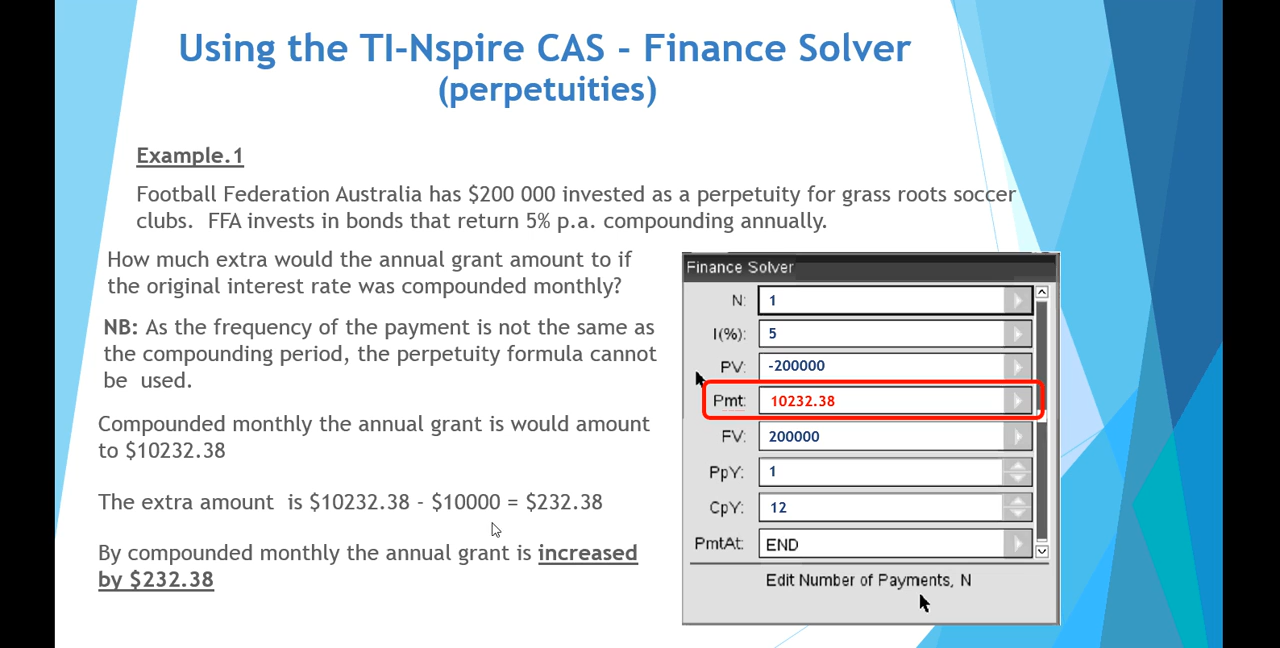 Using the TI-Nspire CAS - Finance Solver
(perpetuities)
Example.1
Football Federation Australia has $200 000 invested as a perpetuity for grass roots soccer
clubs. FFA invests in bonds that return 5% p.a. compounding annually.
How much extra would the annual grant amount to if
the original interest rate was compounded monthly?
NB: As the frequency of the payment is not the same as
the compounding period, the perpetuity formula cannot
be used.
Compounded monthly the annual grant is would amount
to $10232.38
The extra amount is $10232.38 - $10000 = $232.38
By compounded monthly the annual grant is increased
by $232.38
Finance Solver
N: 1
I(%): 5
PV: -200000
Pmt: 10232.38
FV: 200000
PpY: 1
CpY: 12
PmtAt: END
Edit Number of Payments, N